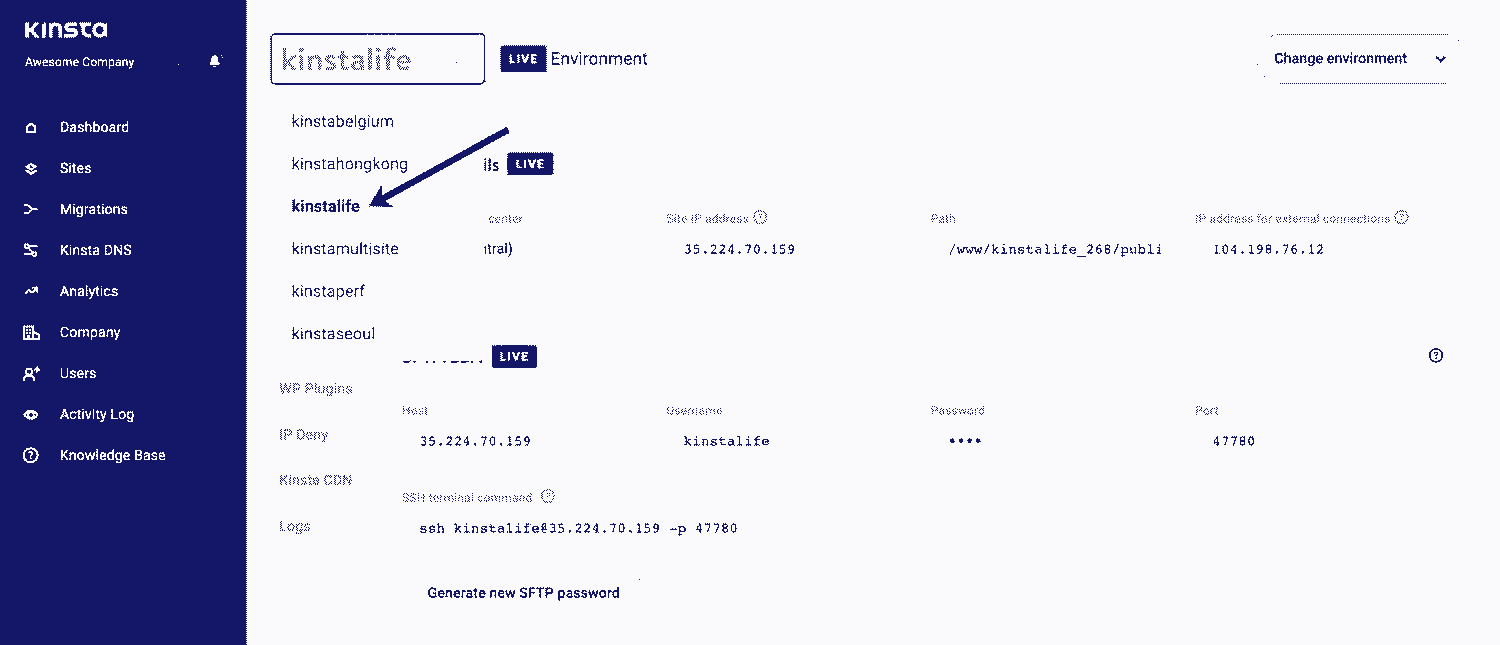 Kinsta
Awesome Company
Dashboard
Sites
Migrations
Kinsta DNS
Analytics
Company
Users
Activity Log
Knowledge Base
kinstalife
LIVE Environment
Change environment
kinstabelgium
kinstahongkong
ils LIVE
kinstalife
center
Site IP address
Path
IP address for external connections
kinstamultisite
itral)
35.224.70.159
/www/kinstalife_268/publi
104.198.76.12
kinstaperf
kinstaseoul
LIVE
WP Plugins
Host
Username
Password
Port
IP Deny
35.224.70.159
kinstalife
••••
47780
Kinsta CDN
SSH terminal command
Logs
ssh kinstalife@35.224.70.159 -p 47780
Generate new SFTP password